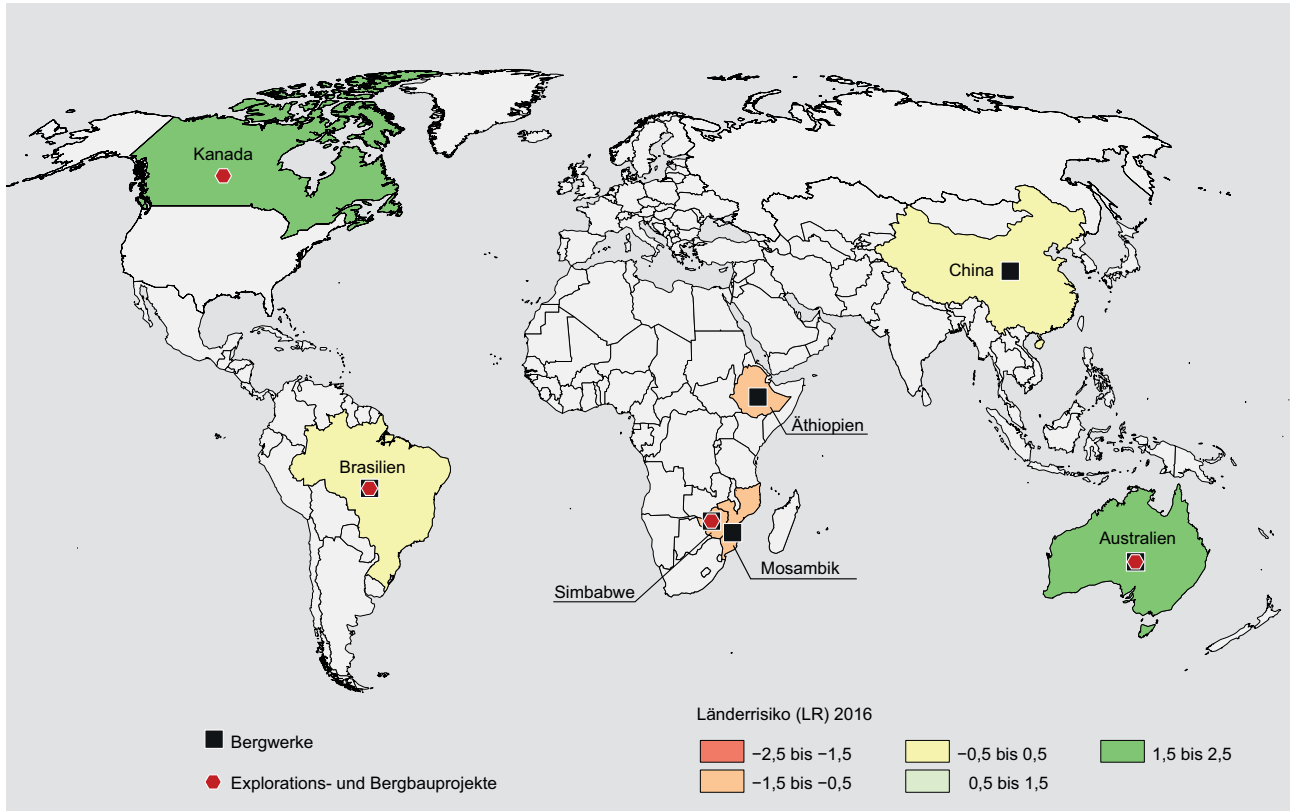 Kanada
China
Äthiopien
Brasilien
Australien
Mosambik
Simbabwe
Länderrisiko (LR) 2016
Bergwerke
−2,5 bis −1,5
−0,5 bis 0,5
1,5 bis 2,5
Explorations- und Bergbauprojekte
−1,5 bis −0,5
0,5 bis 1,5